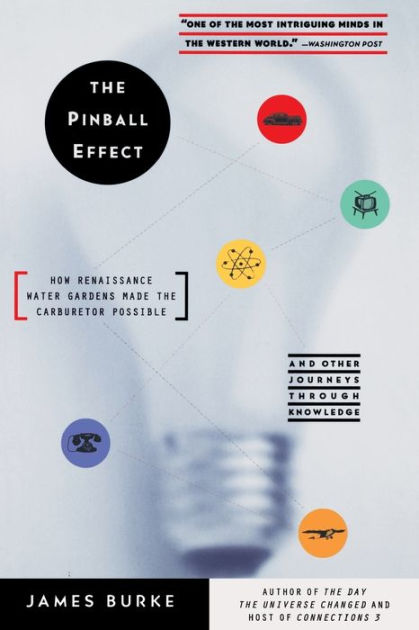 "ONE OF THE MOST INTRIGUING MINDS IN
THE WESTERN WORLD." —WASHINGTON POST
THE
PINBALL
EFFECT
HOW RENAISSANCE
WATER GARDENS MADE THE
CARBURETOR POSSIBLE
AND OTHER
JOURNEYS
THROUGH
KNOWLEDGE
JAMES BURKE
AUTHOR OF THE DAY
THE UNIVERSE CHANGED AND
HOST OF CONNECTIONS 3